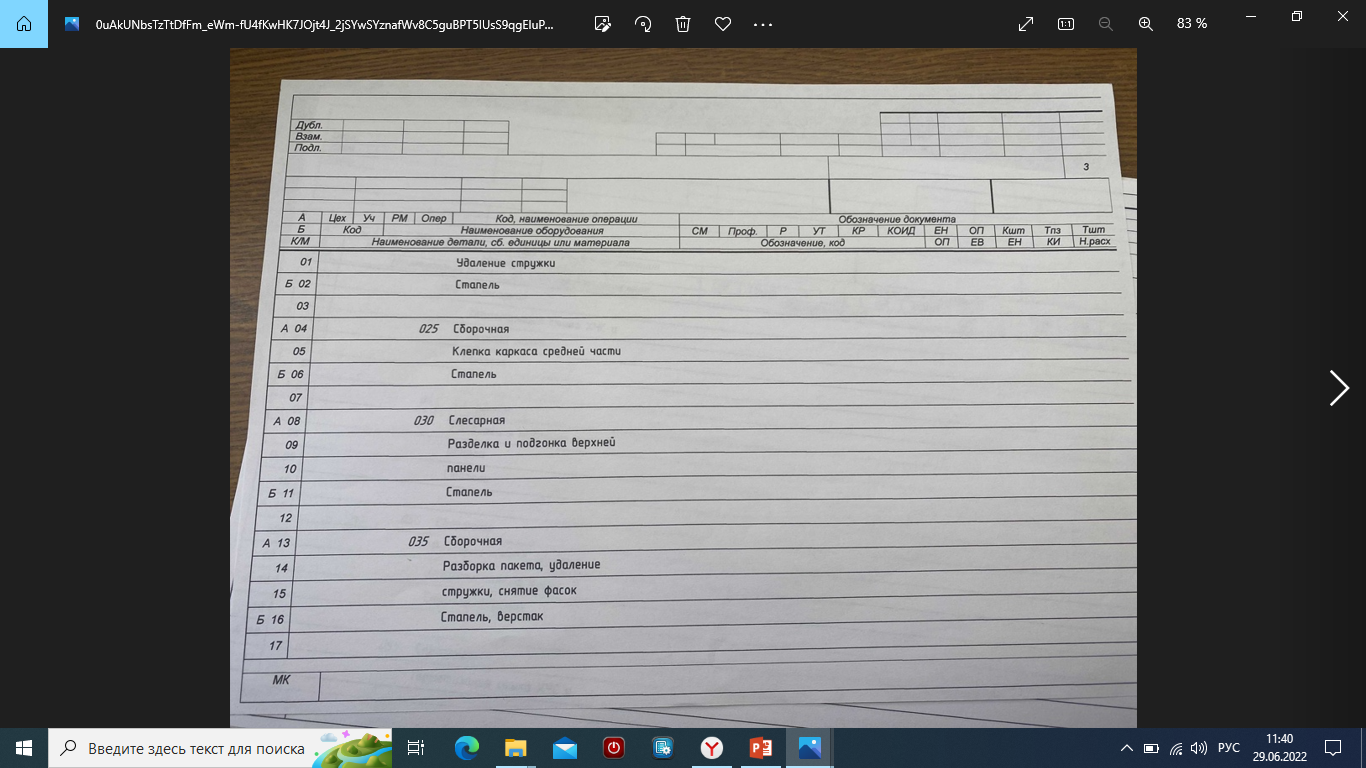 0uAkUNbsTzTtDfFm_eWm-fU4fKwHK7JOjt4J_2jSYwSYznafWv8C5guBPT5IUsS9qgEIuP...
83 %
Дубл.
Взам.
Подл.
3
А Цех Уч РМ Опер Код, наименование операции Обозначение документа
Б Код Наименование оборудования СМ Проф. Р УТ КР КОИД ЕН ОП Кшт Тпз Тшт
К/М Наименование детали, сб. единицы или материала Обозначение, код ОП ЕВ ЕН КИ Н.расх
01 Удаление стружки
Б 02 Стапель
03
А 04 025 Сборочная
05 Клепка каркаса средней части
Б 06 Стапель
07
А 08 030 Слесарная
09 Разделка и подгонка верхней
10 панели
Б 11 Стапель
12
А 13 035 Сборочная
14 Разборка пакета, удаление
15 стружки, снятие фасок
Б 16 Стапель, верстак
17
МК
Введите здесь текст для поиска
РУС
11:40
29.06.2022